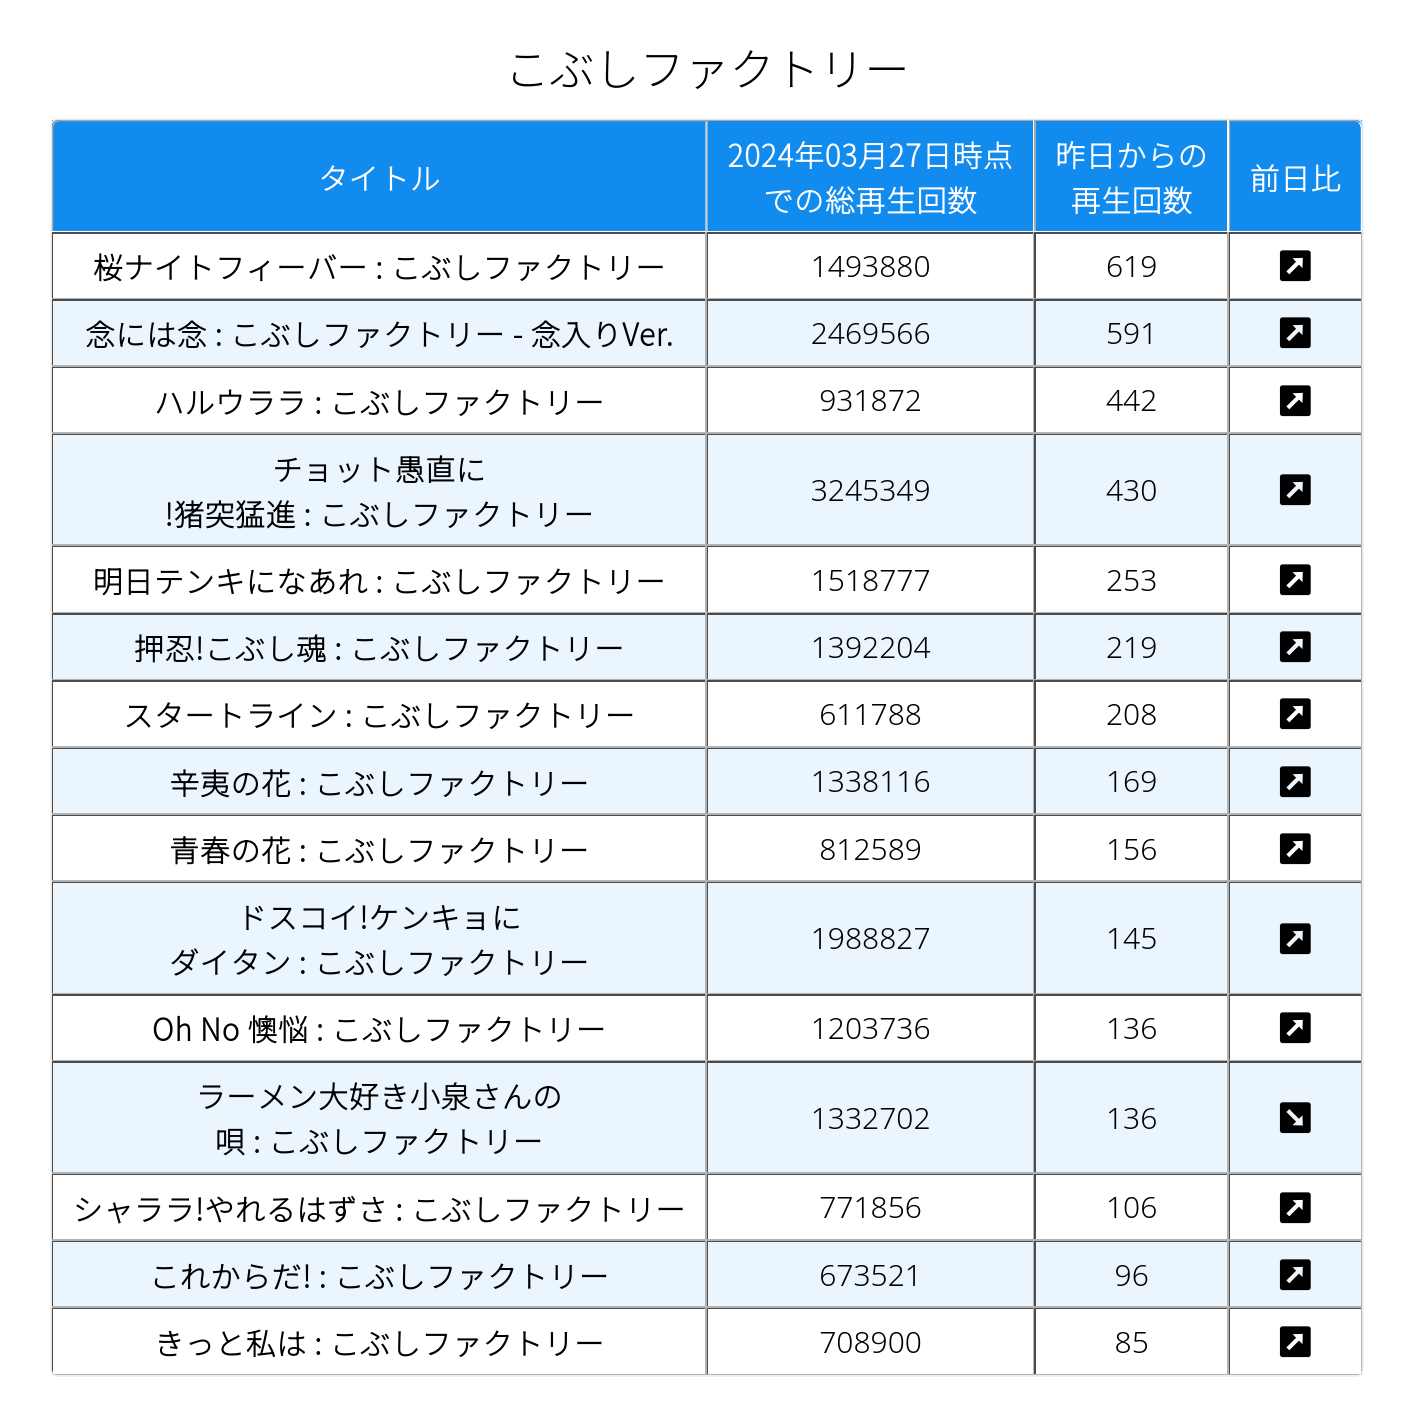 こぶしファクトリー
タイトル
2024年03月27日時点
での総再生回数
昨日からの
再生回数
前日比
桜ナイトフィーバー : こぶしファクトリー 1493880 619
念には念 : こぶしファクトリー - 念入りVer. 2469566 591
ハルウララ : こぶしファクトリー 931872 442
チョット愚直に
!猪突猛進 : こぶしファクトリー 3245349 430
明日テンキになあれ : こぶしファクトリー 1518777 253
押忍!こぶし魂 : こぶしファクトリー 1392204 219
スタートライン : こぶしファクトリー 611788 208
辛夷の花 : こぶしファクトリー 1338116 169
青春の花 : こぶしファクトリー 812589 156
ドスコイ!ケンキョに
ダイタン : こぶしファクトリー 1988827 145
Oh No 懊悩 : こぶしファクトリー 1203736 136
ラーメン大好き小泉さんの
唄 : こぶしファクトリー 1332702 136
シャララ!やれるはずさ : こぶしファクトリー 771856 106
これからだ! : こぶしファクトリー 673521 96
きっと私は : こぶしファクトリー 708900 85